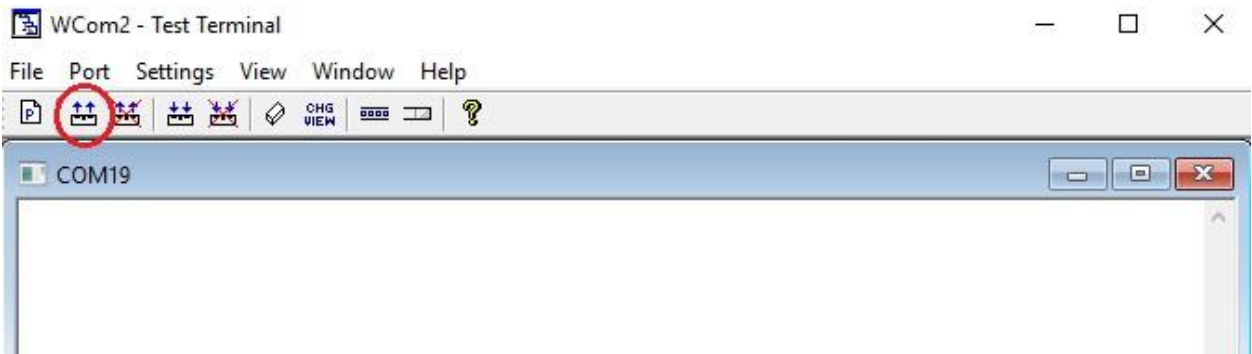 WCom2 - Test Terminal
File Port Settings View Window Help
P CHG VIEW ?
COM19